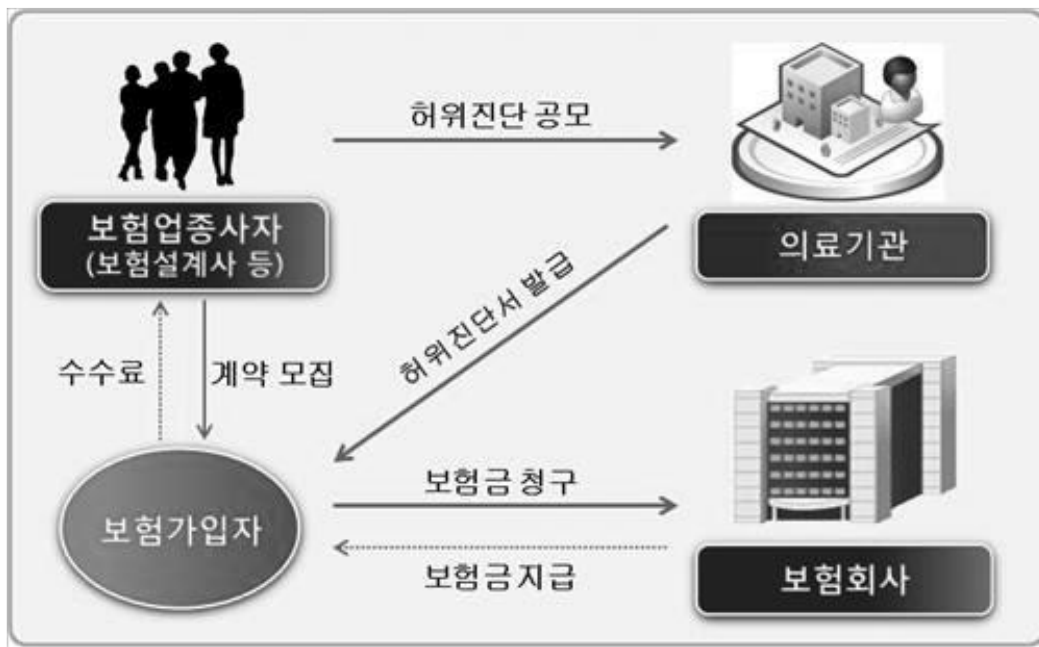 허위진단 공모
보험업종사자
(보험설계사 등)
의료기관
허위진단서 발급
수수료
계약 모집
보험금 청구
보험가입자
보험금 지급
보험회사